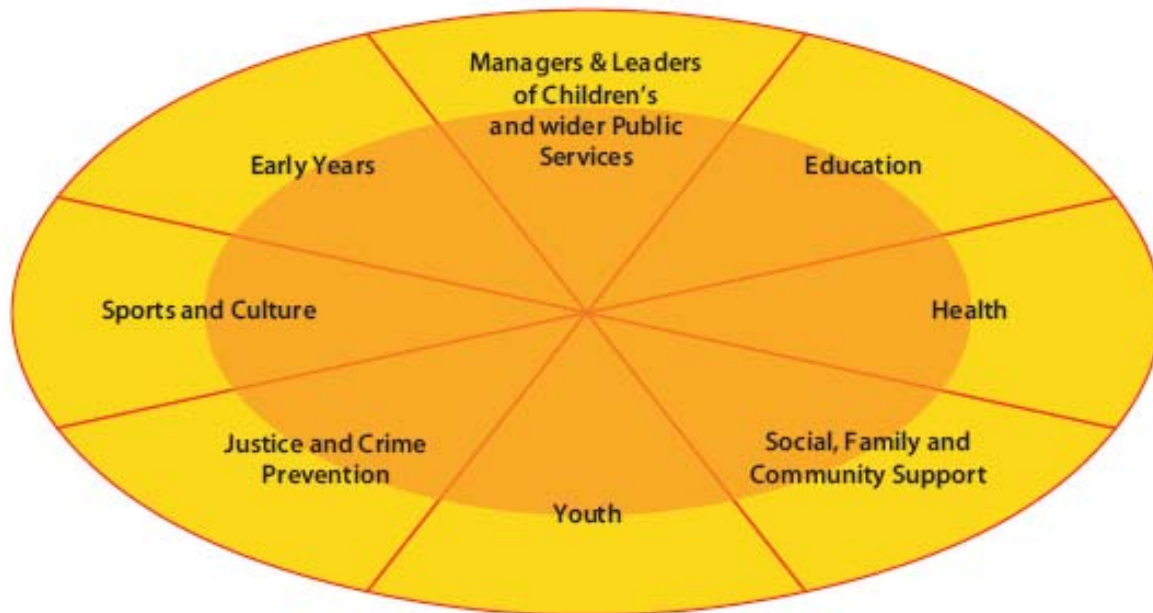 Managers & Leaders
of Children's
and wider Public
Services
Early Years
Education
Sports and Culture
Health
Justice and Crime
Prevention
Social, Family and
Community Support
Youth